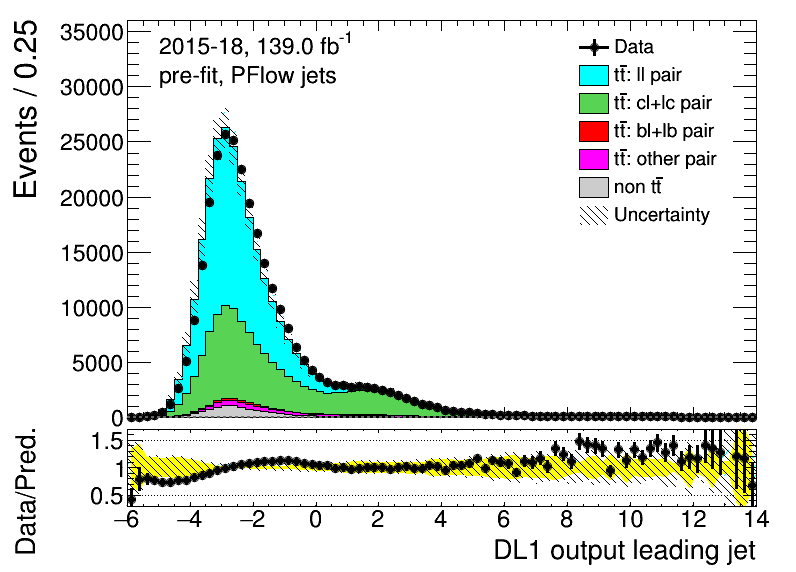 Events / 0.25
35000
30000
25000
20000
15000
10000
5000
0
2015-18, 139.0 fb⁻¹
pre-fit, PFlow jets
Data
tt̄: ll pair
tt̄: cl+lc pair
tt̄: bl+lb pair
tt̄: other pair
non tt̄
Uncertainty
Data/Pred.
1.5
1
0.5
−6 −4 −2 0 2 4 6 8 10 12 14
DL1 output leading jet